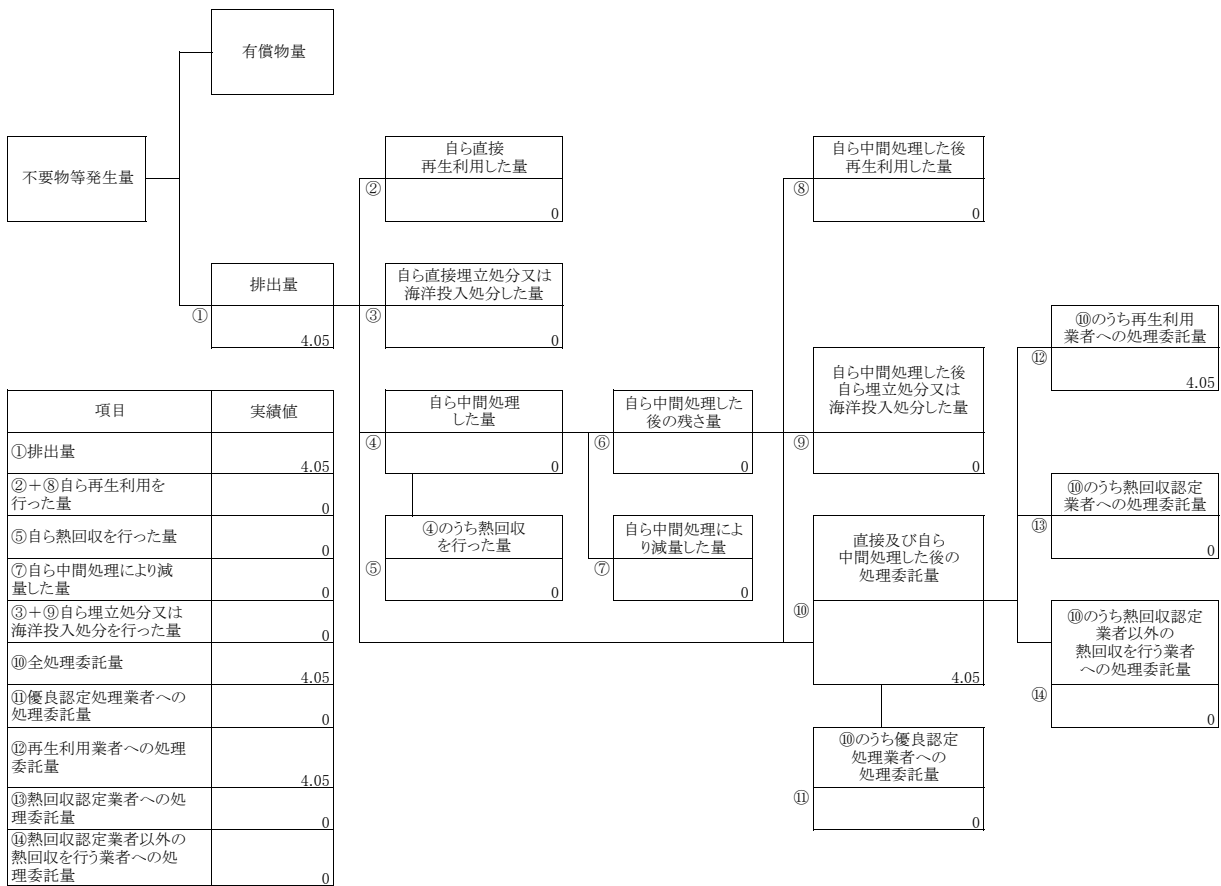 有償物量
不要物等発生量
自ら直接
再生利用した量
②
0
自ら中間処理した後
再生利用した量
⑧
0
排出量
①
4.05
自ら直接埋立処分又は
海洋投入処分した量
③
0
⑩のうち再生利用
業者への処理委託量
⑫
4.05
自ら中間処理
した量
④
0
自ら中間処理した
後の残さ量
⑥
0
自ら中間処理した後
自ら埋立処分又は
海洋投入処分した量
⑨
0
⑩のうち熱回収認定
業者への処理委託量
⑬
0
④のうち熱回収
を行った量
⑤
0
自ら中間処理によ
り減量した量
⑦
0
直接及び自ら
中間処理した後の
処理委託量
⑩
4.05
⑩のうち熱回収認定
業者以外の
熱回収を行う業者
への処理委託量
⑭
0
⑩のうち優良認定
処理業者への
処理委託量
⑪
0
項目 実績値
①排出量
4.05
②+⑧自ら再生利用を
行った量
0
⑤自ら熱回収を行った量
0
⑦自ら中間処理により減
量した量
0
③+⑨自ら埋立処分又は
海洋投入処分を行った量
0
⑩全処理委託量
4.05
⑪優良認定処理業者への
処理委託量
0
⑫再生利用業者への処理
委託量
4.05
⑬熱回収認定業者への処
理委託量
0
⑭熱回収認定業者以外の
熱回収を行う業者への処
理委託量
0